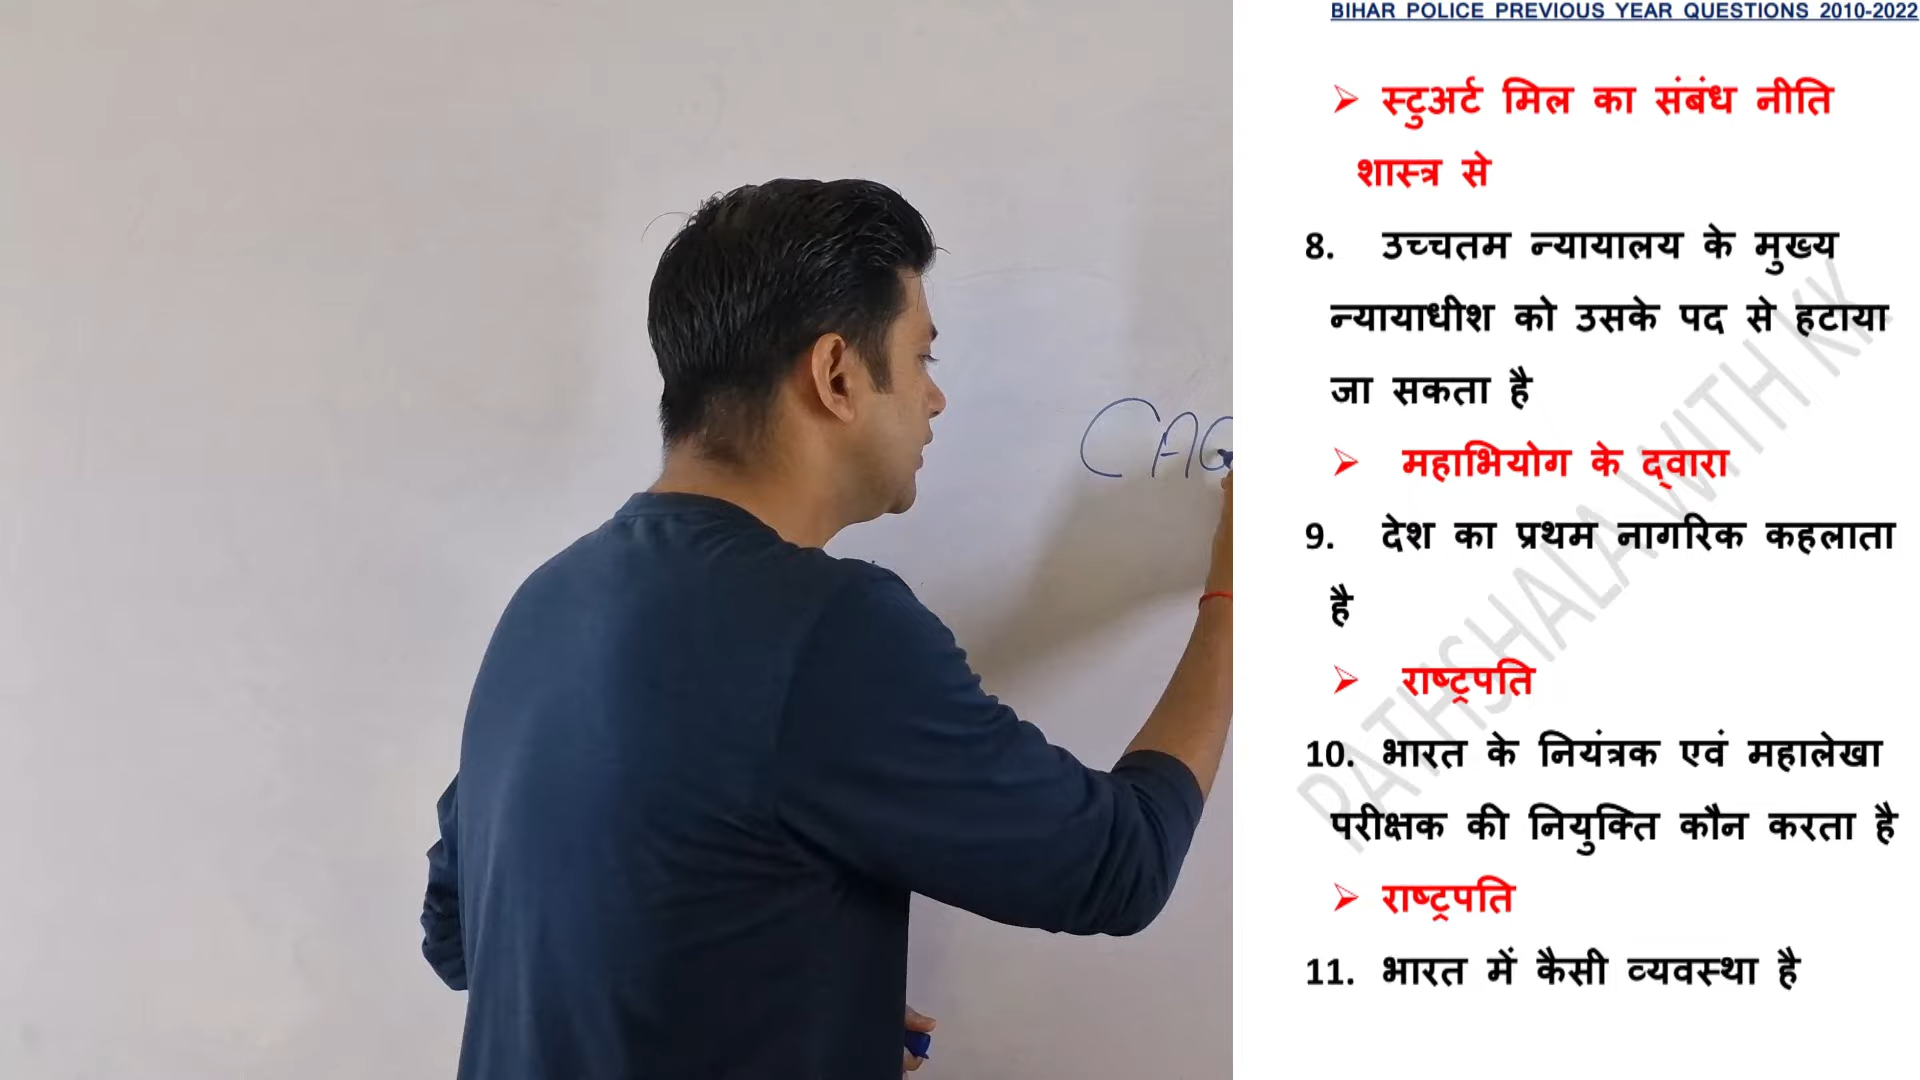 BIHAR POLICE PREVIOUS YEAR QUESTIONS 2010-2022
➢ स्टुअर्ट मिल का संबंध नीति
शास्त्र से
8. उच्चतम न्यायालय के मुख्य
न्यायाधीश को उसके पद से हटाया
जा सकता है
➢ महाभियोग के द्वारा
9. देश का प्रथम नागरिक कहलाता
है
➢ राष्ट्रपति
10. भारत के नियंत्रक एवं महालेखा
परीक्षक की नियुक्ति कौन करता है
➢ राष्ट्रपति
11. भारत में कैसी व्यवस्था है
PATHSHALA WITH KK
CAG